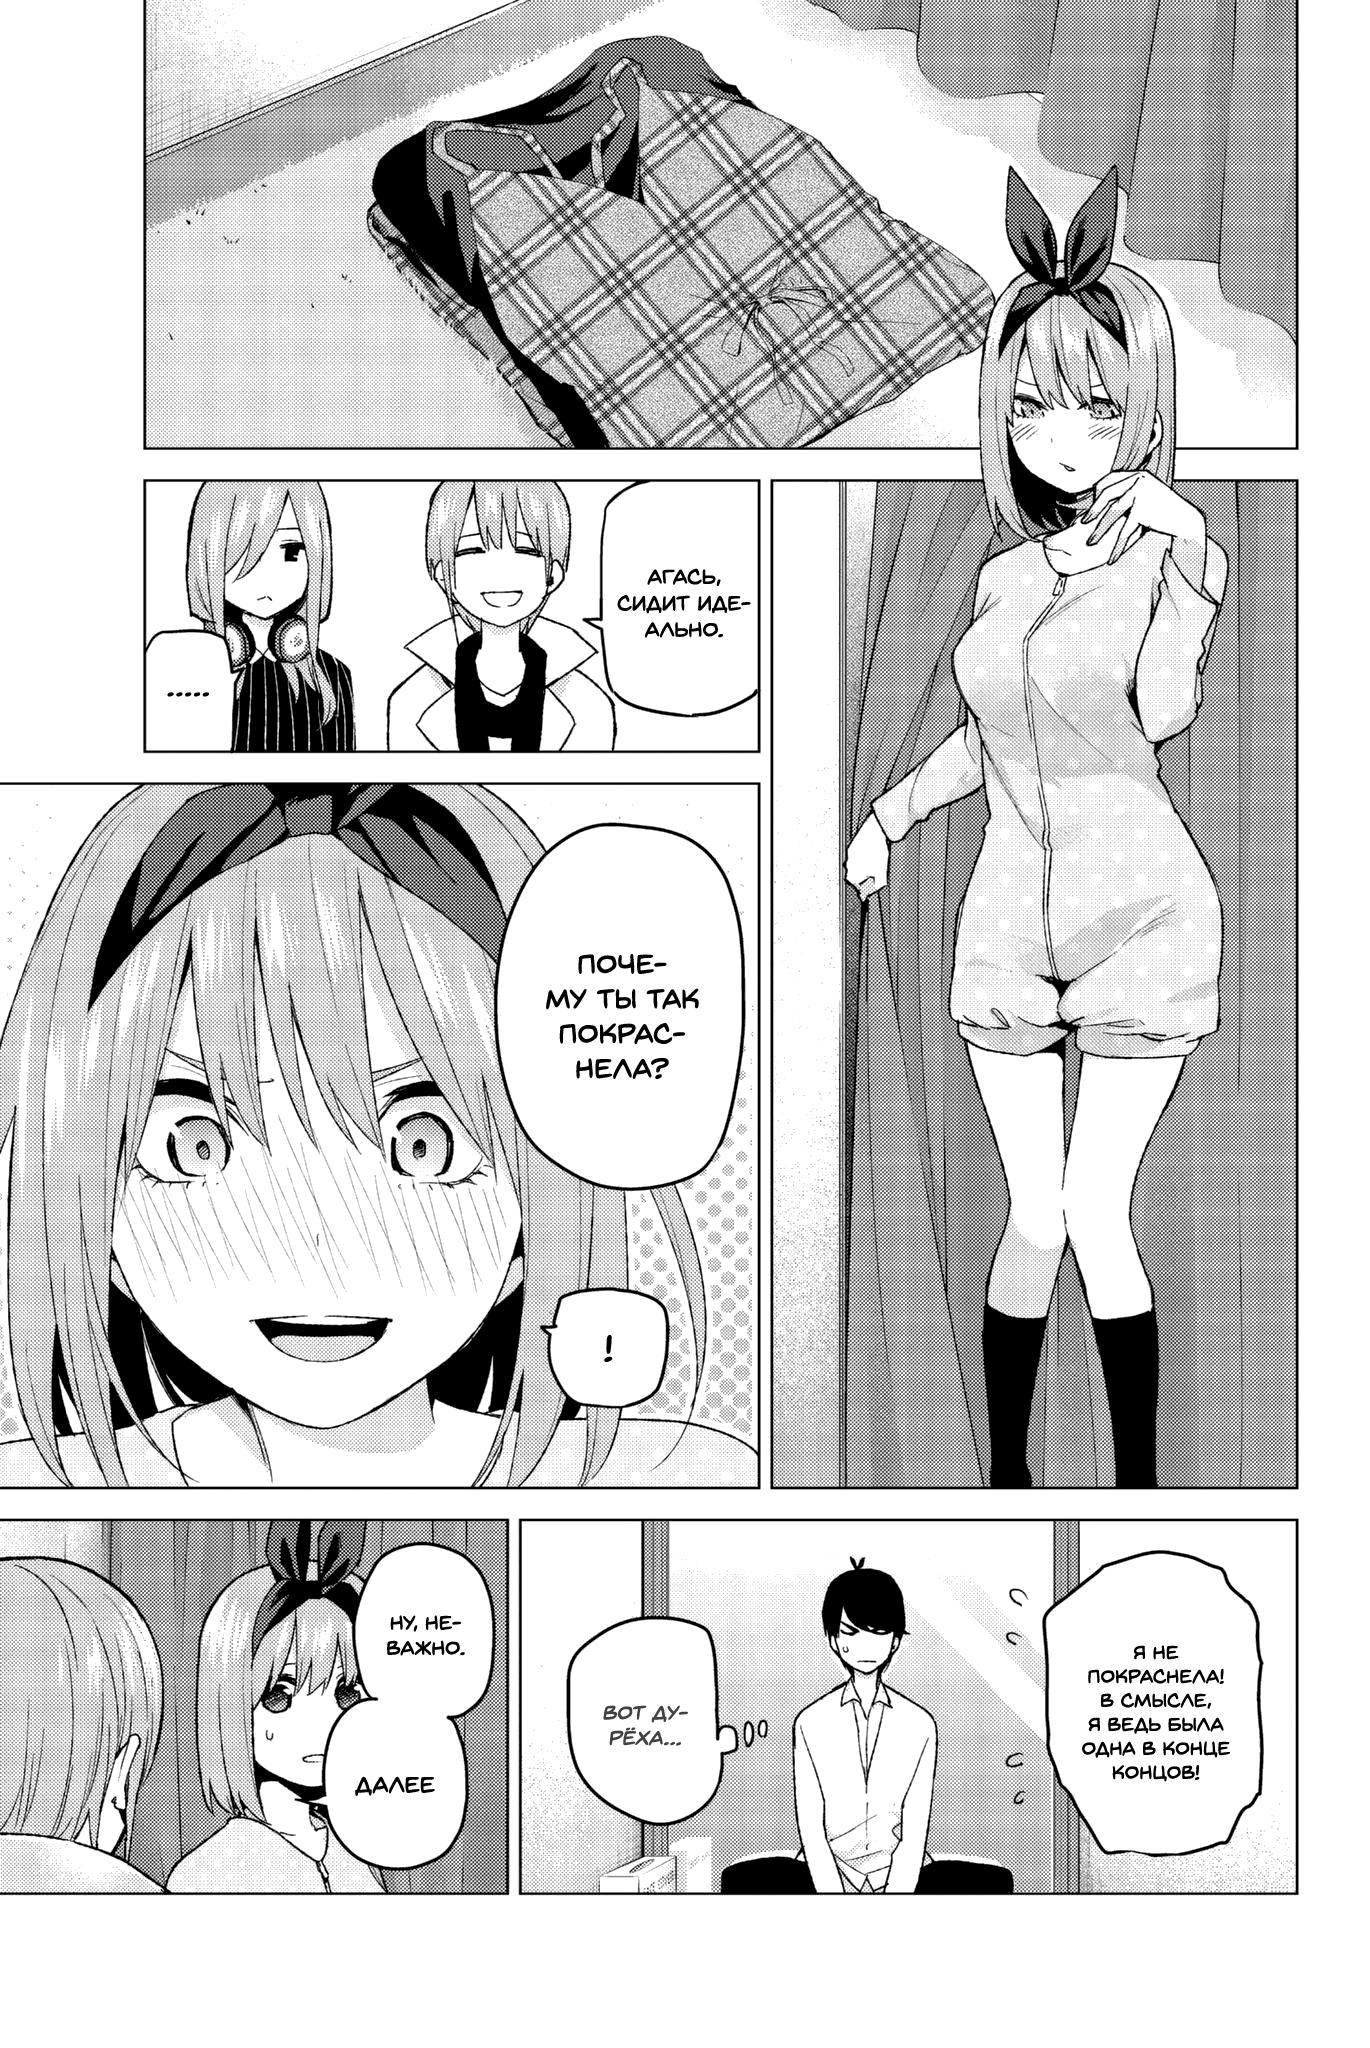 АГАСЬ,
СИДИТ ИДЕ-
АЛЬНО.
.....
ПОЧЕ-
МУ ТЫ ТАК
ПОКРАС-
НЕЛА?
!
Я НЕ
ПОКРАСНЕЛА!
В СМЫСЛЕ,
Я ВЕДЬ БЫЛА
ОДНА В КОНЦЕ
КОНЦОВ!
ВОТ ДУ-
РЁХА...
НУ, НЕ-
ВАЖНО.
ДАЛЕЕ